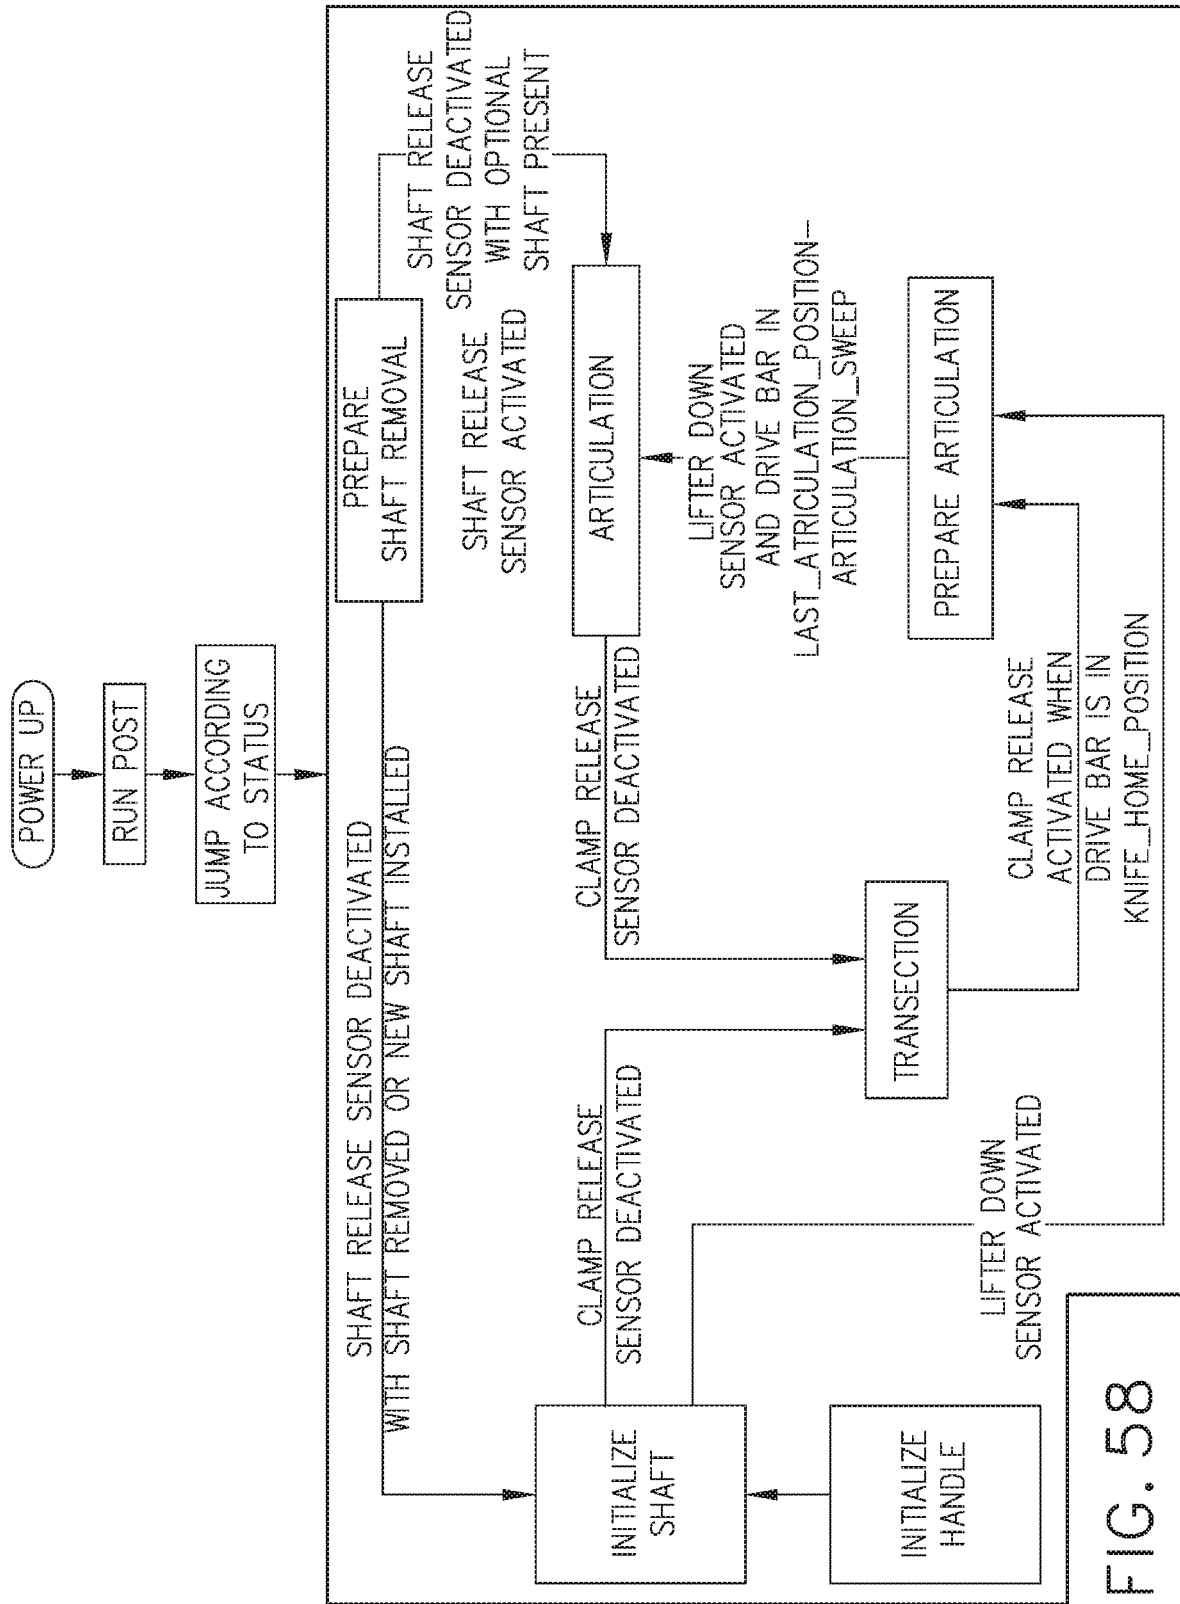 POWER UP
RUN POST
JUMP ACCORDING
TO STATUS
SHAFT RELEASE SENSOR DEACTIVATED
WITH SHAFT REMOVED OR NEW SHAFT INSTALLED
PREPARE
SHAFT REMOVAL
SHAFT RELEASE
SENSOR DEACTIVATED
WITH OPTIONAL
SHAFT PRESENT
SHAFT RELEASE
SENSOR ACTIVATED
INITIALIZE
SHAFT
CLAMP RELEASE
SENSOR DEACTIVATED
CLAMP RELEASE
SENSOR DEACTIVATED
ARTICULATION
LIFTER DOWN
SENSOR ACTIVATED
AND DRIVE BAR IN
LAST_ATRICULATION_POSITION-
ARTICULATION_SWEEP
INITIALIZE
HANDLE
TRANSECTION
PREPARE ARTICULATION
LIFTER DOWN
SENSOR ACTIVATED
CLAMP RELEASE
ACTIVATED WHEN
DRIVE BAR IS IN
KNIFE_HOME_POSITION
FIG. 58